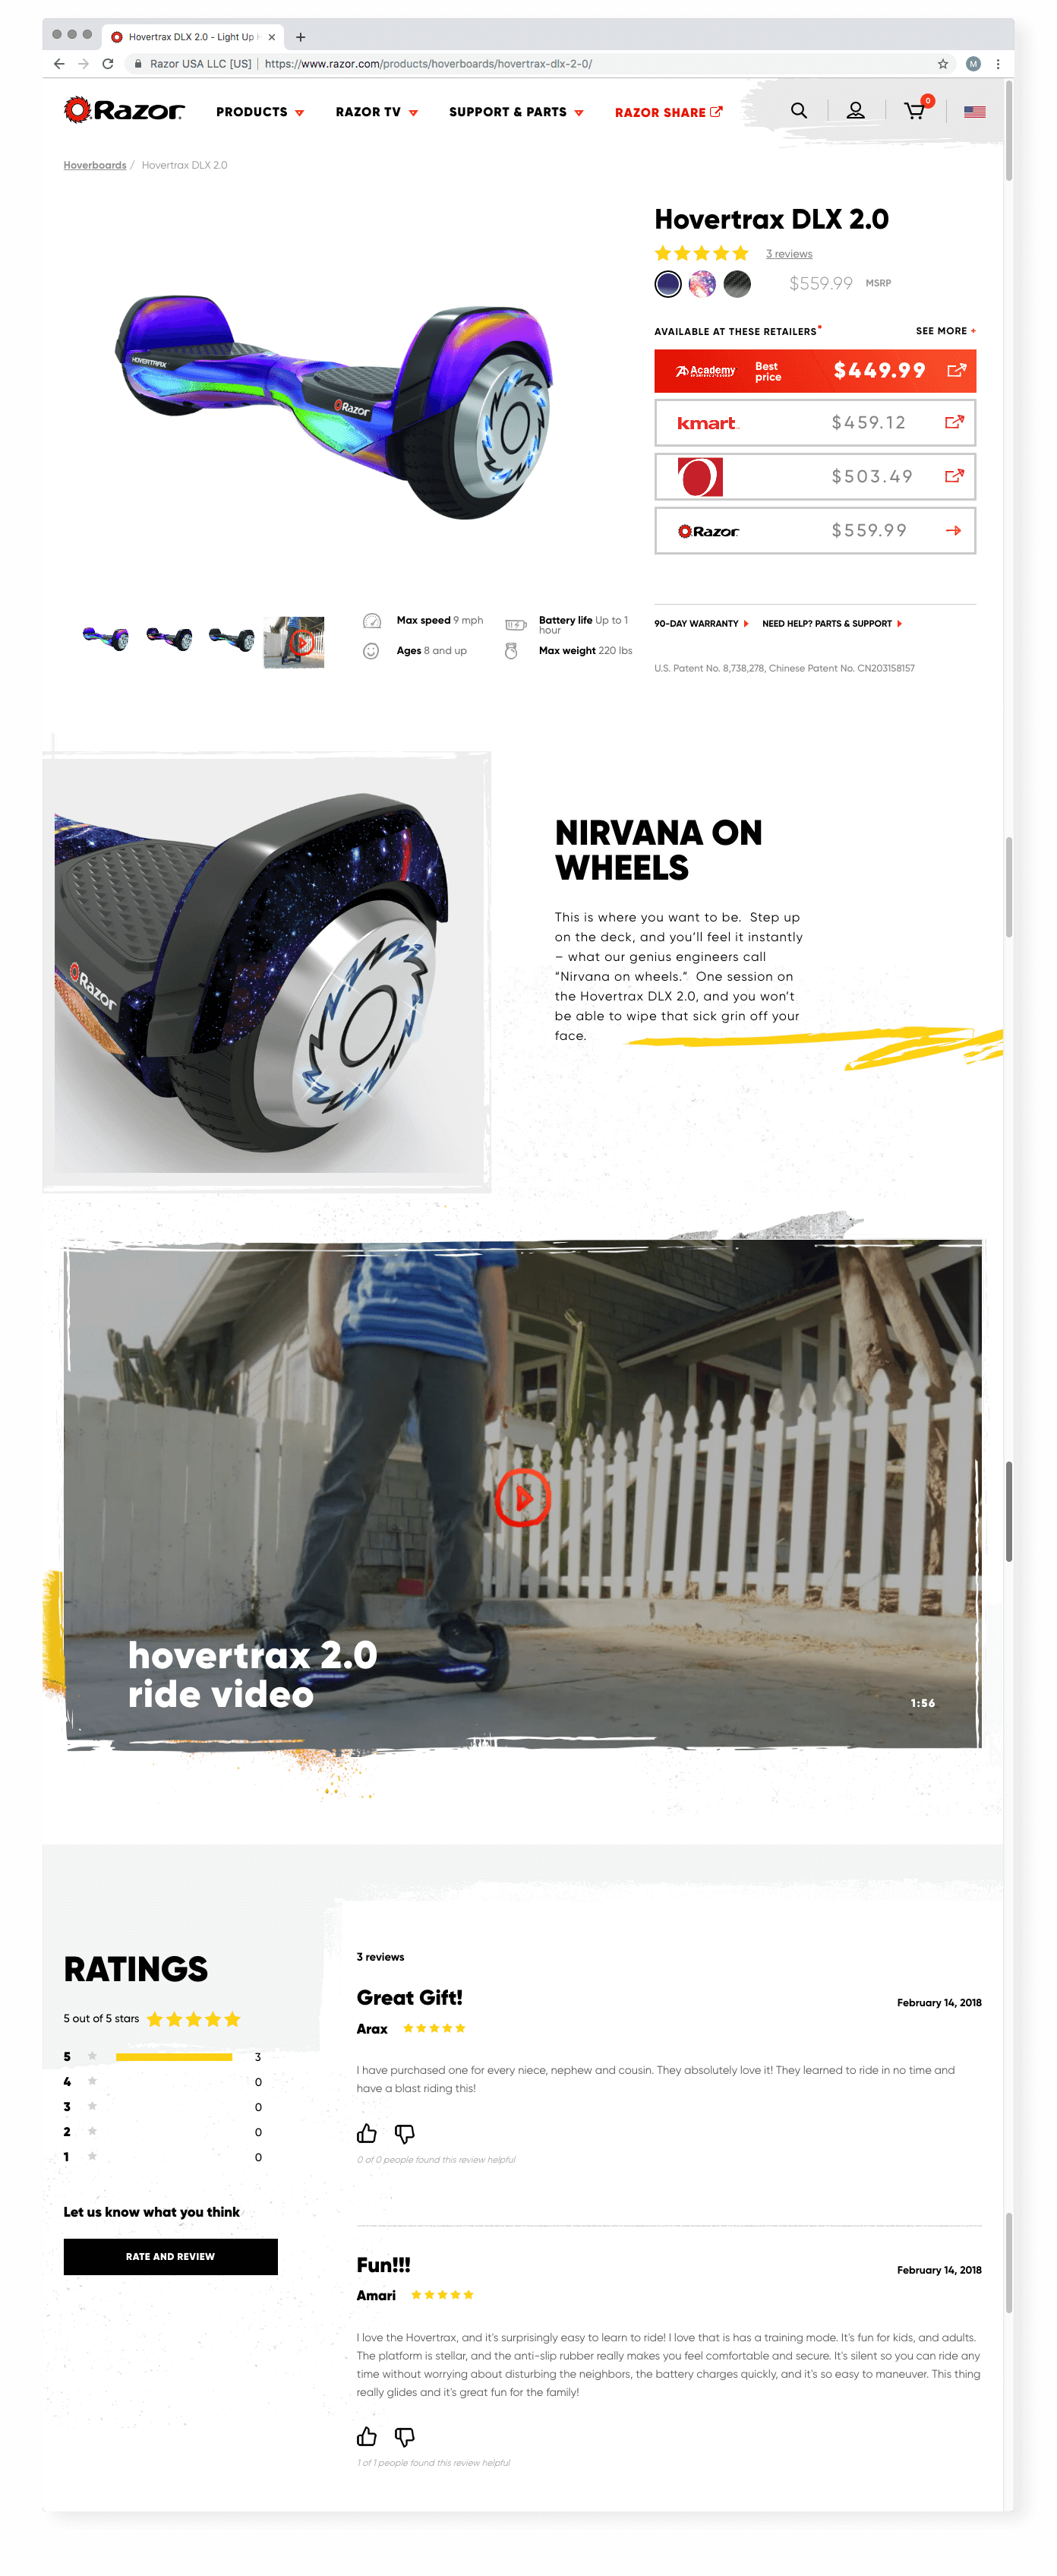 Hovertrax DLX 2.0 - Light Up H
Razor USA LLC [US] | https://www.razor.com/products/hoverboards/hovertrax-dlx-2-0/
M
Razor
PRODUCTS
RAZOR TV
SUPPORT & PARTS
RAZOR SHARE
0
Hoverboards / Hovertrax DLX 2.0
Hovertrax DLX 2.0
3 reviews
$559.99 MSRP
AVAILABLE AT THESE RETAILERS*
SEE MORE +
Academy
Best
price
$449.99
kmart
$459.12
$503.49
Razor
$559.99
HOVERTRAX
Razor
Max speed 9 mph
Battery life Up to 1
hour
Ages 8 and up
Max weight 220 lbs
90-DAY WARRANTY
NEED HELP? PARTS & SUPPORT
U.S. Patent No. 8,738,278, Chinese Patent No. CN203158157
Razor
NIRVANA ON
WHEELS
This is where you want to be. Step up
on the deck, and you’ll feel it instantly
– what our genius engineers call
“Nirvana on wheels.” One session on
the Hovertrax DLX 2.0, and you won’t
be able to wipe that sick grin off your
face.
hovertrax 2.0
ride video
1:56
RATINGS
5 out of 5 stars
5 3
4 0
3 0
2 0
1 0
Let us know what you think
RATE AND REVIEW
3 reviews
Great Gift!
February 14, 2018
Arax
I have purchased one for every niece, nephew and cousin. They absolutely love it! They learned to ride in no time and
have a blast riding this!
0 of 0 people found this review helpful
Fun!!!
February 14, 2018
Amari
I love the Hovertrax, and it's surprisingly easy to learn to ride! I love that is has a training mode. It's fun for kids, and adults.
The platform is stellar, and the anti-slip rubber really makes you feel comfortable and secure. It's silent so you can ride any
time without worrying about disturbing the neighbors, the battery charges quickly, and it's so easy to maneuver. This thing
really glides and it's great fun for the family!
1 of 1 people found this review helpful